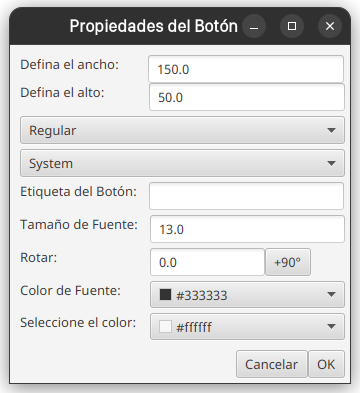 Propiedades del Botón
Defina el ancho: 150.0
Defina el alto: 50.0
Regular
System
Etiqueta del Botón:
Tamaño de Fuente: 13.0
Rotar: 0.0 +90°
Color de Fuente: #333333
Seleccione el color: #ffffff
Cancelar OK